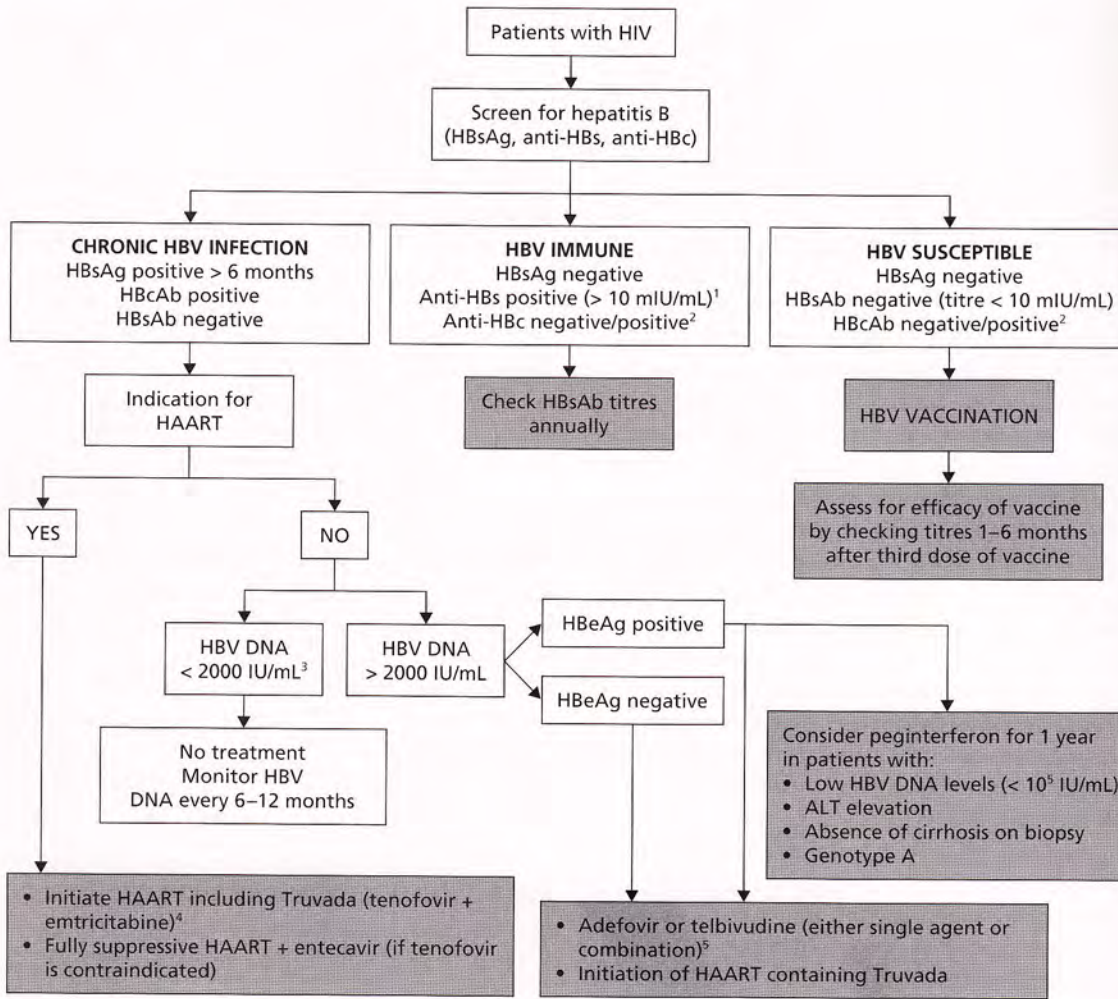 Patients with HIV
Screen for hepatitis B
(HBsAg, anti-HBs, anti-HBc)
CHRONIC HBV INFECTION
HBsAg positive > 6 months
HBcAb positive
HBsAb negative
HBV IMMUNE
HBsAg negative
Anti-HBs positive (> 10 mIU/mL)¹
Anti-HBc negative/positive²
HBV SUSCEPTIBLE
HBsAg negative
HBsAb negative (titre < 10 mIU/mL)
HBcAb negative/positive²
Indication for
HAART
Check HBsAb titres
annually
HBV VACCINATION
Assess for efficacy of vaccine
by checking titres 1–6 months
after third dose of vaccine
YES
NO
HBV DNA
< 2000 IU/mL³
HBV DNA
> 2000 IU/mL
HBeAg positive
HBeAg negative
No treatment
Monitor HBV
DNA every 6–12 months
Consider peginterferon for 1 year
in patients with:
• Low HBV DNA levels (< 10⁵ IU/mL)
• ALT elevation
• Absence of cirrhosis on biopsy
• Genotype A
• Initiate HAART including Truvada (tenofovir +
emtricitabine)⁴
• Fully suppressive HAART + entecavir (if tenofovir
is contraindicated)
• Adefovir or telbivudine (either single agent or
combination)⁵
• Initiation of HAART containing Truvada